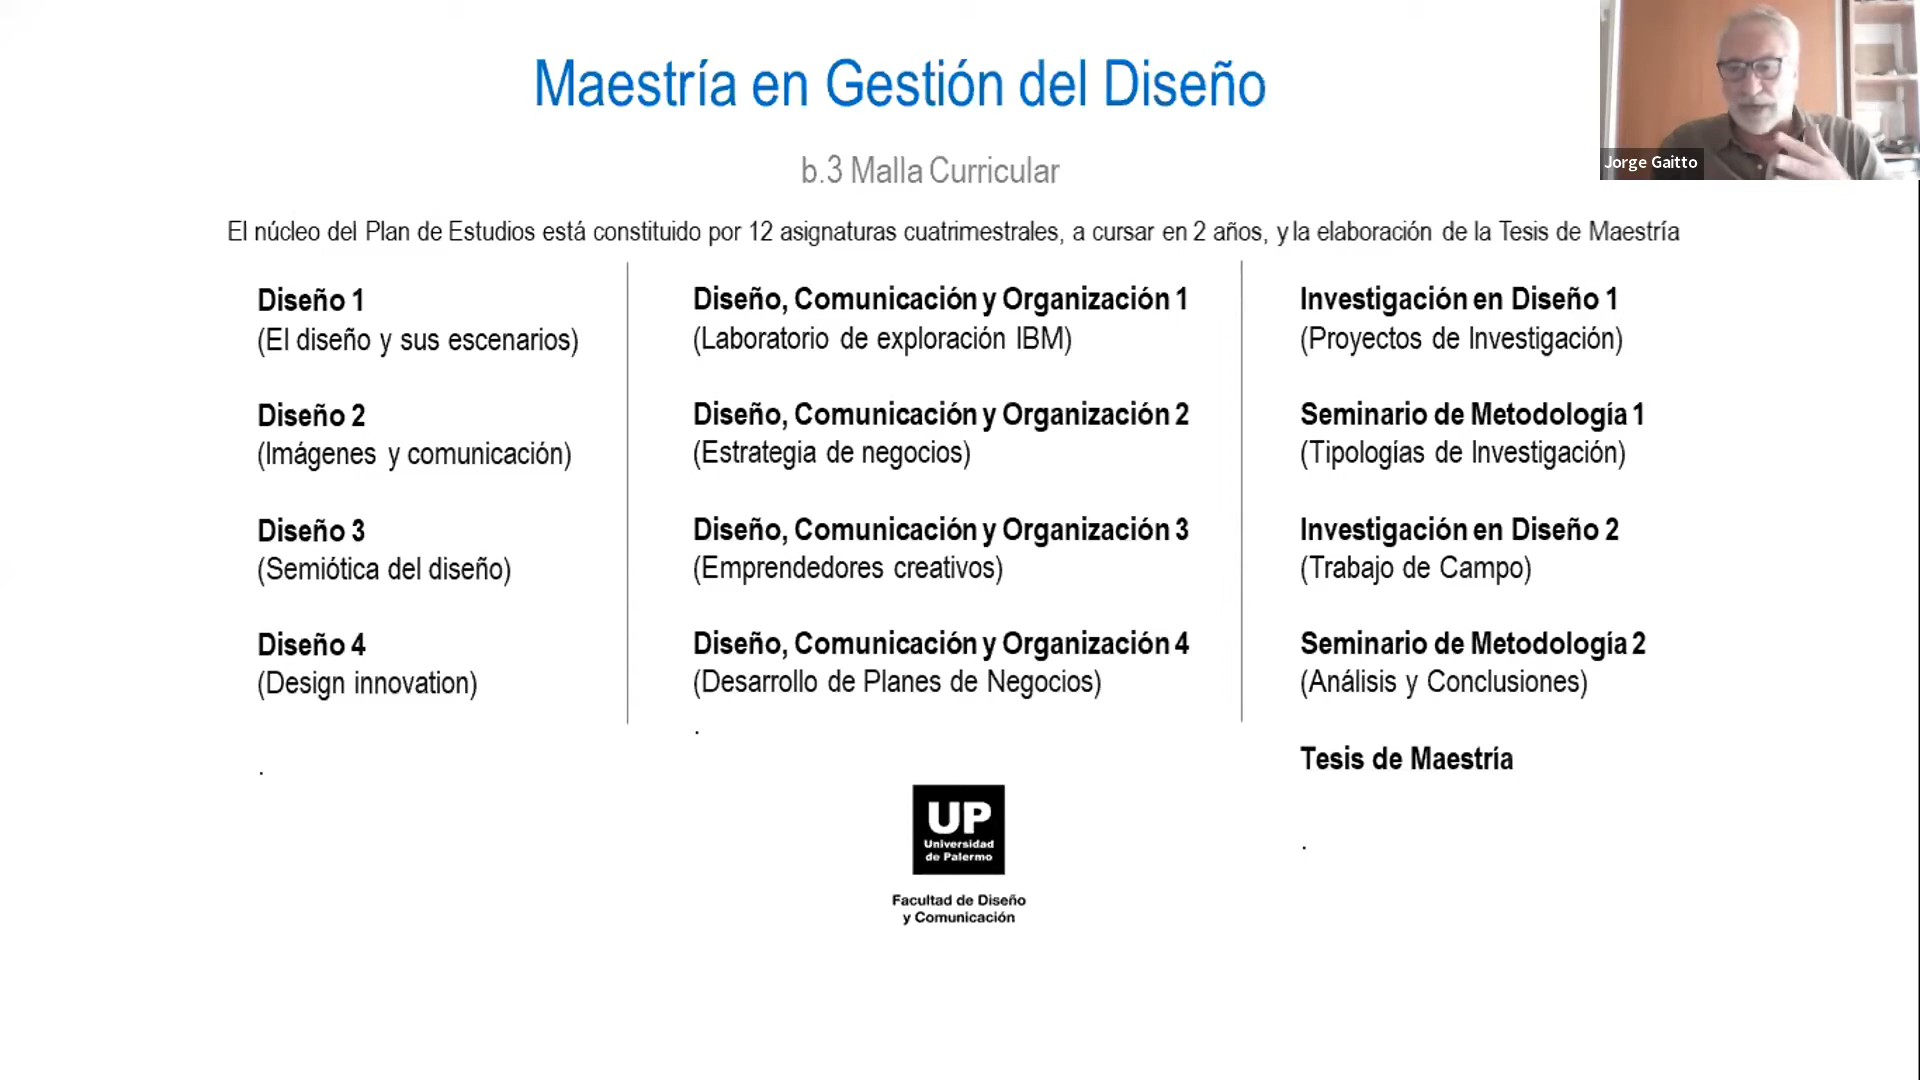 Maestría en Gestión del Diseño
Jorge Gaitto
b.3 Malla Curricular
El núcleo del Plan de Estudios está constituido por 12 asignaturas cuatrimestrales, a cursar en 2 años, y la elaboración de la Tesis de Maestría
Diseño 1
(El diseño y sus escenarios)
Diseño 2
(Imágenes y comunicación)
Diseño 3
(Semiótica del diseño)
Diseño 4
(Design innovation)
.
Diseño, Comunicación y Organización 1
(Laboratorio de exploración IBM)
Diseño, Comunicación y Organización 2
(Estrategia de negocios)
Diseño, Comunicación y Organización 3
(Emprendedores creativos)
Diseño, Comunicación y Organización 4
(Desarrollo de Planes de Negocios)
.
Investigación en Diseño 1
(Proyectos de Investigación)
Seminario de Metodología 1
(Tipologías de Investigación)
Investigación en Diseño 2
(Trabajo de Campo)
Seminario de Metodología 2
(Análisis y Conclusiones)
Tesis de Maestría
.
UP
Universidad
de Palermo
Facultad de Diseño
y Comunicación